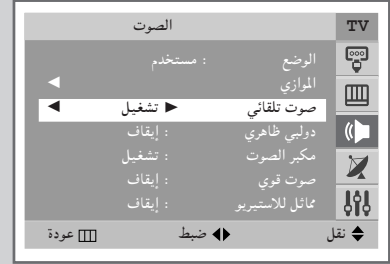 TV الصوت
الوضع : مستخدم
الموازي ◀
صوت تلقائي ▶ تشغيل ◀
دولبي ظاهري : إيقاف
مكبر الصوت : تشغيل
صوت قوي : إيقاف
مماثل للاستيريو : إيقاف
نقل ضبط عودة